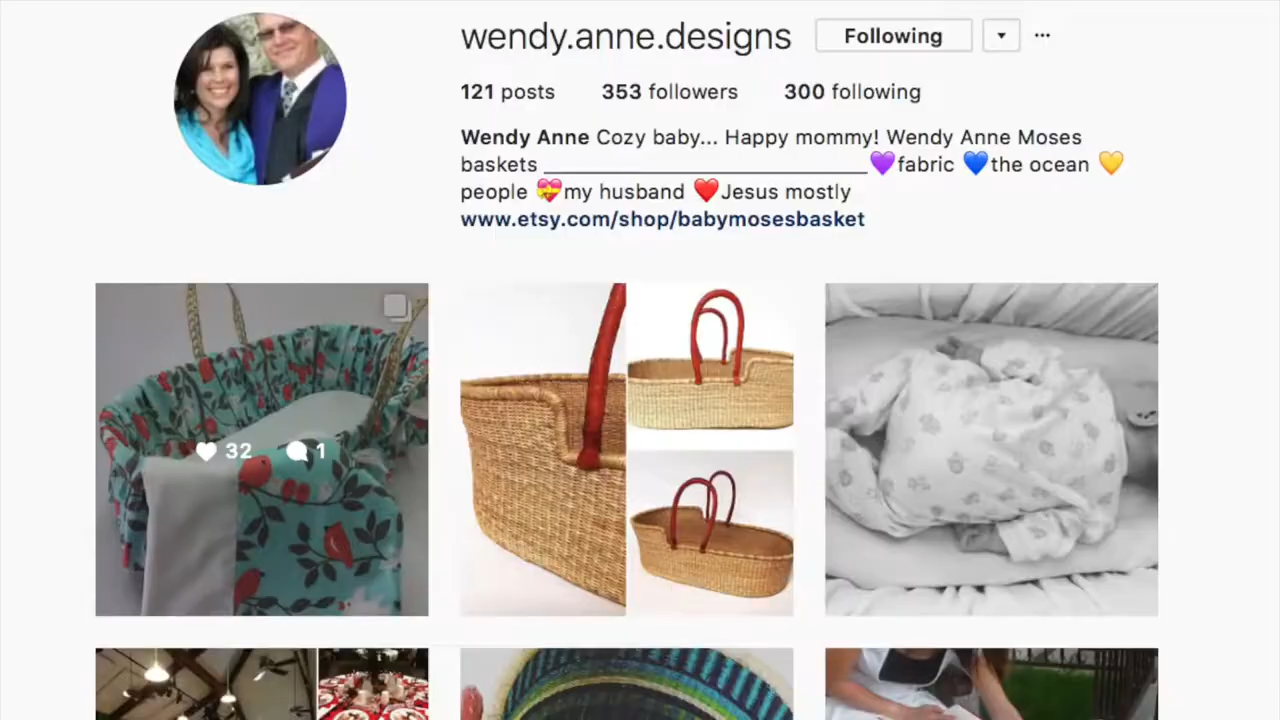 wendy.anne.designs Following ...
121 posts 353 followers 300 following
Wendy Anne Cozy baby... Happy mommy! Wendy Anne Moses
baskets ______________________________💜fabric 💙the ocean 💛
people 💝my husband ❤️Jesus mostly
www.etsy.com/shop/babymosesbasket
32 1